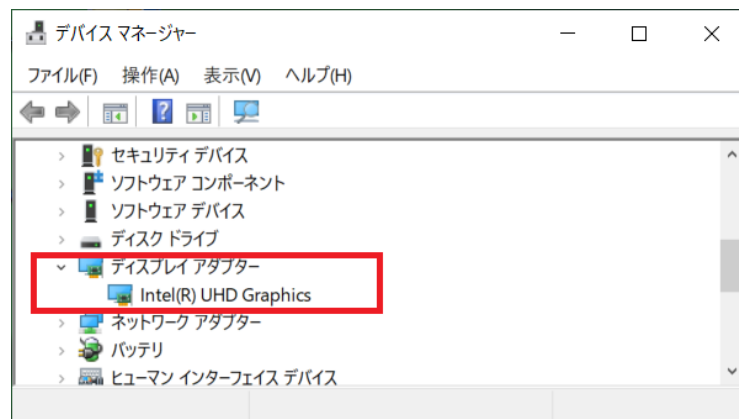 デバイス マネージャー
ファイル(F) 操作(A) 表示(V) ヘルプ(H)
セキュリティ デバイス
ソフトウェア コンポーネント
ソフトウェア デバイス
ディスク ドライブ
ディスプレイ アダプター
Intel(R) UHD Graphics
ネットワーク アダプター
バッテリ
ヒューマン インターフェイス デバイス